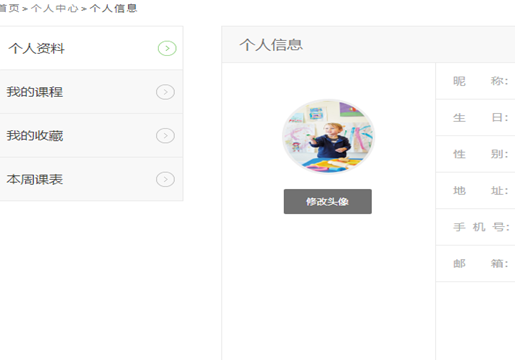 首页>个人中心>个人信息
个人资料
我的课程
我的收藏
本周课表
个人信息
修改头像
昵 称:
生 日:
性 别:
地 址:
手 机 号:
邮 箱: